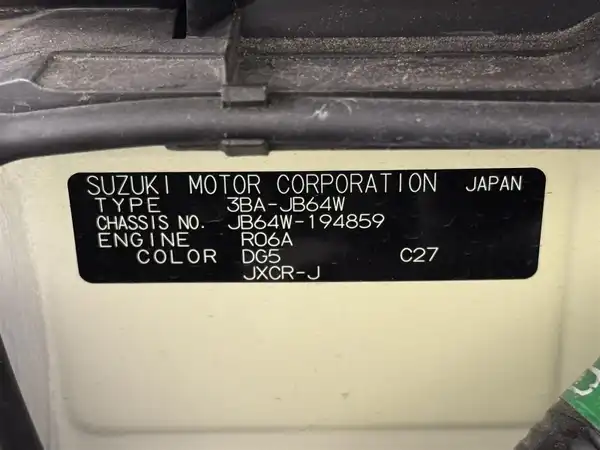 SUZUKI MOTOR CORPORATION JAPAN
TYPE 3BA-JB64W
CHASSIS NO. JB64W-194859
ENGINE R06A
COLOR DG5 C27
JXCR-J